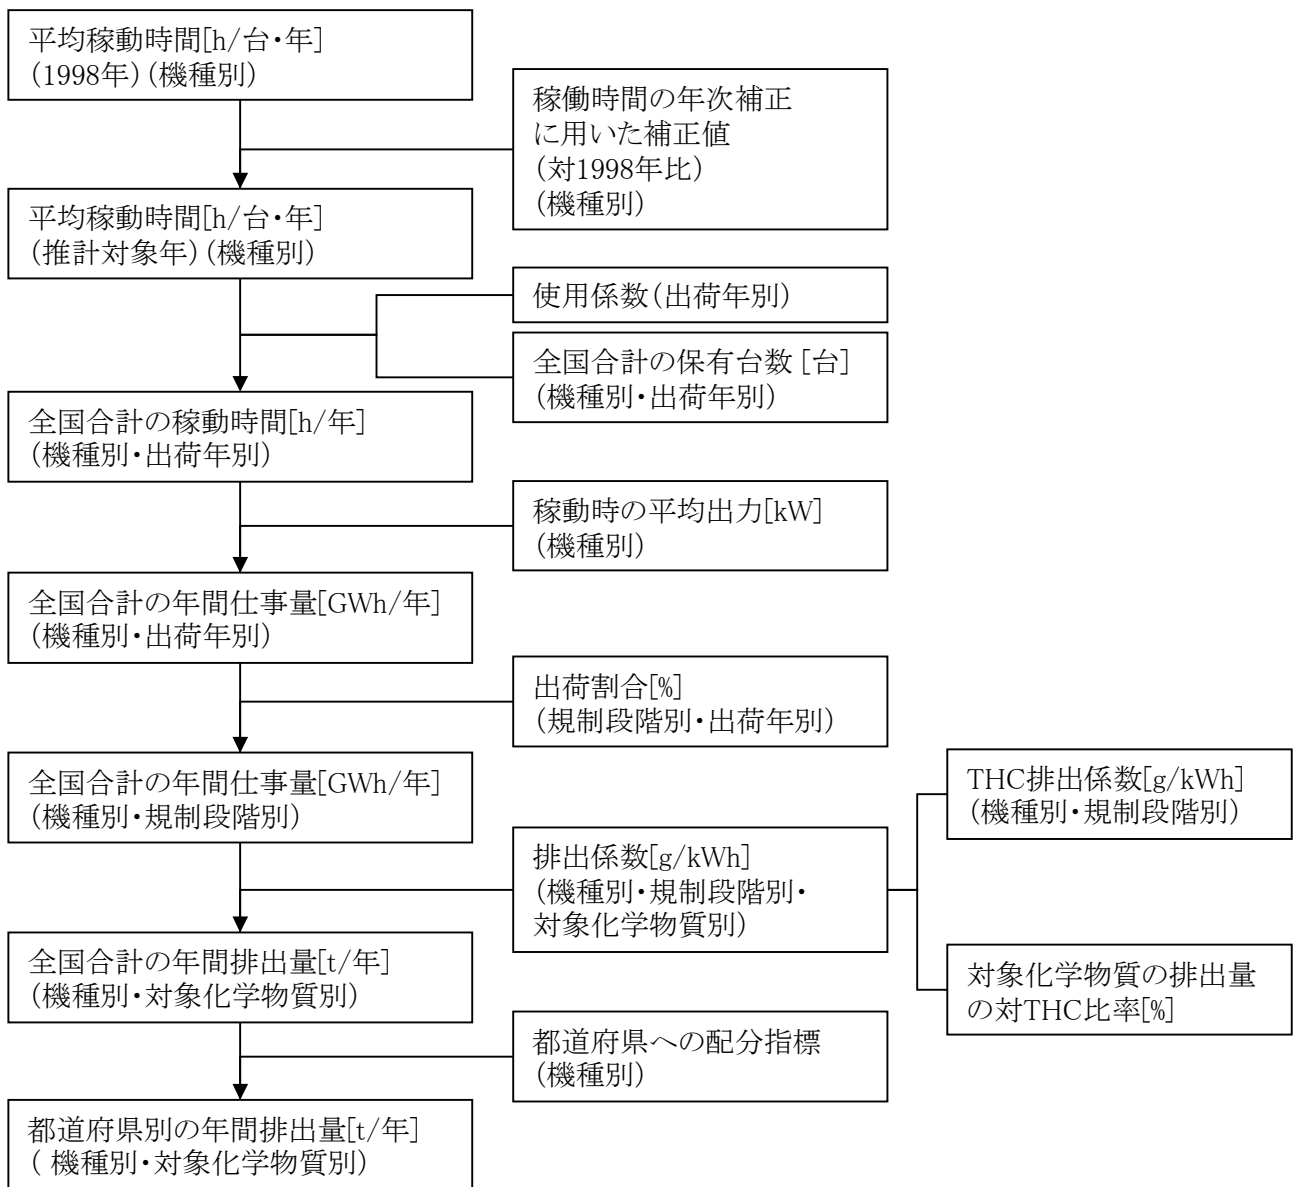 平均稼動時間[h/台・年]
(1998年)(機種別)
稼働時間の年次補正
に用いた補正値
(対1998年比)
(機種別)
平均稼動時間[h/台・年]
(推計対象年)(機種別)
使用係数(出荷年別)
全国合計の保有台数[台]
(機種別・出荷年別)
全国合計の稼動時間[h/年]
(機種別・出荷年別)
稼動時の平均出力[kW]
(機種別)
全国合計の年間仕事量[GWh/年]
(機種別・出荷年別)
出荷割合[%]
(規制段階別・出荷年別)
全国合計の年間仕事量[GWh/年]
(機種別・規制段階別)
THC排出係数[g/kWh]
(機種別・規制段階別)
排出係数[g/kWh]
(機種別・規制段階別・
対象化学物質別)
全国合計の年間排出量[t/年]
(機種別・対象化学物質別)
対象化学物質の排出量
の対THC比率[%]
都道府県への配分指標
(機種別)
都道府県別の年間排出量[t/年]
( 機種別・対象化学物質別)